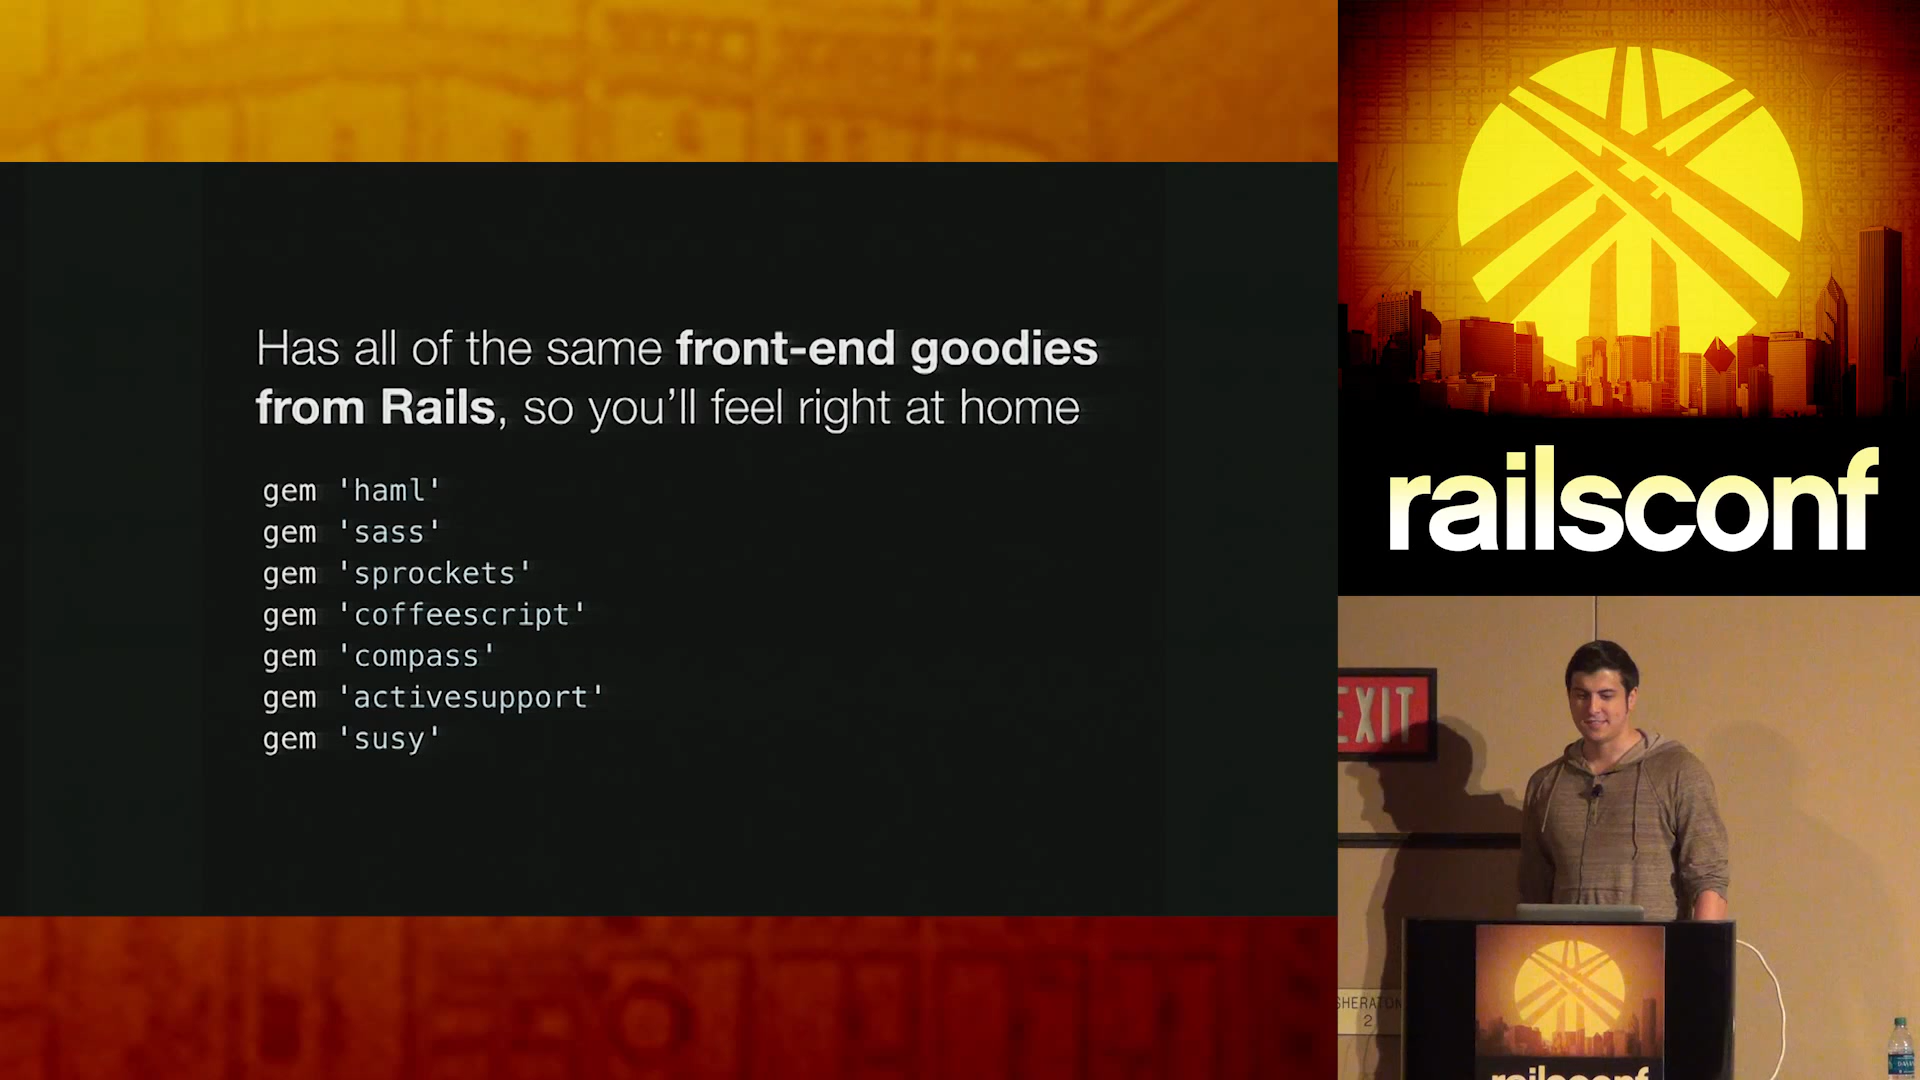 Has all of the same front-end goodies
from Rails, so you’ll feel right at home
gem 'haml'
gem 'sass'
gem 'sprockets'
gem 'coffeescript'
gem 'compass'
gem 'activesupport'
gem 'susy'
railsconf
EXIT
SHERATON
2
railsconf